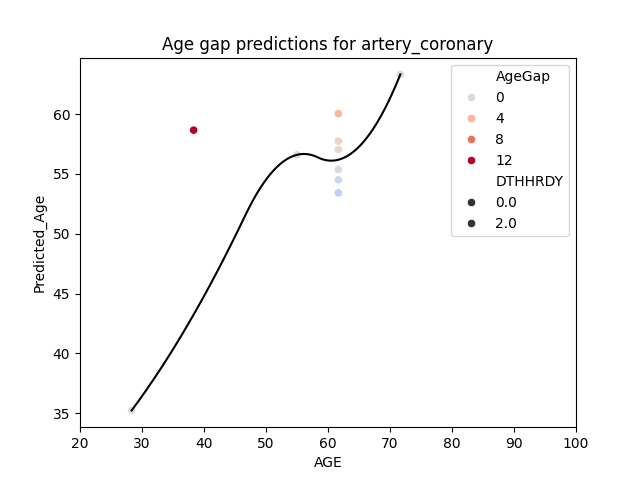 Age gap predictions for artery_coronary
Predicted_Age
60
55
50
45
40
35
20 30 40 50 60 70 80 90 100
AGE
AgeGap
0
4
8
12
DTHHRDY
0.0
2.0